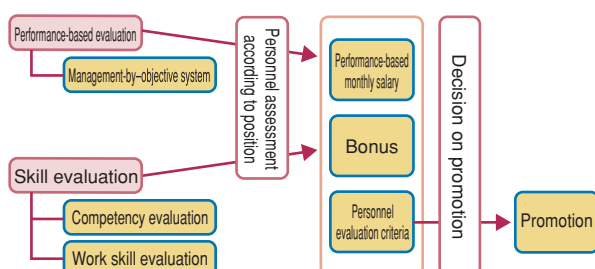 Performance-based evaluation
Management-by-objective system
Skill evaluation
Competency evaluation
Work skill evaluation
Personnel assessment
according to position
Performance-based
monthly salary
Bonus
Personnel
evaluation criteria
Decision on promotion
Promotion